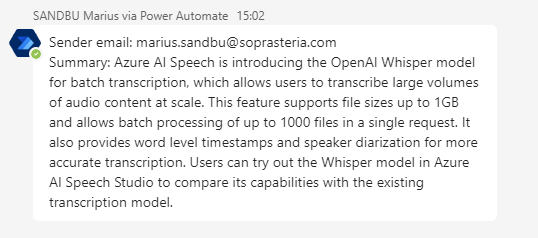 SANDBU Marius via Power Automate 15:02
Sender email: marius.sandbu@soprasteria.com
Summary: Azure AI Speech is introducing the OpenAI Whisper model
for batch transcription, which allows users to transcribe large volumes
of audio content at scale. This feature supports file sizes up to 1GB
and allows batch processing of up to 1000 files in a single request. It
also provides word level timestamps and speaker diarization for more
accurate transcription. Users can try out the Whisper model in Azure
AI Speech Studio to compare its capabilities with the existing
transcription model.